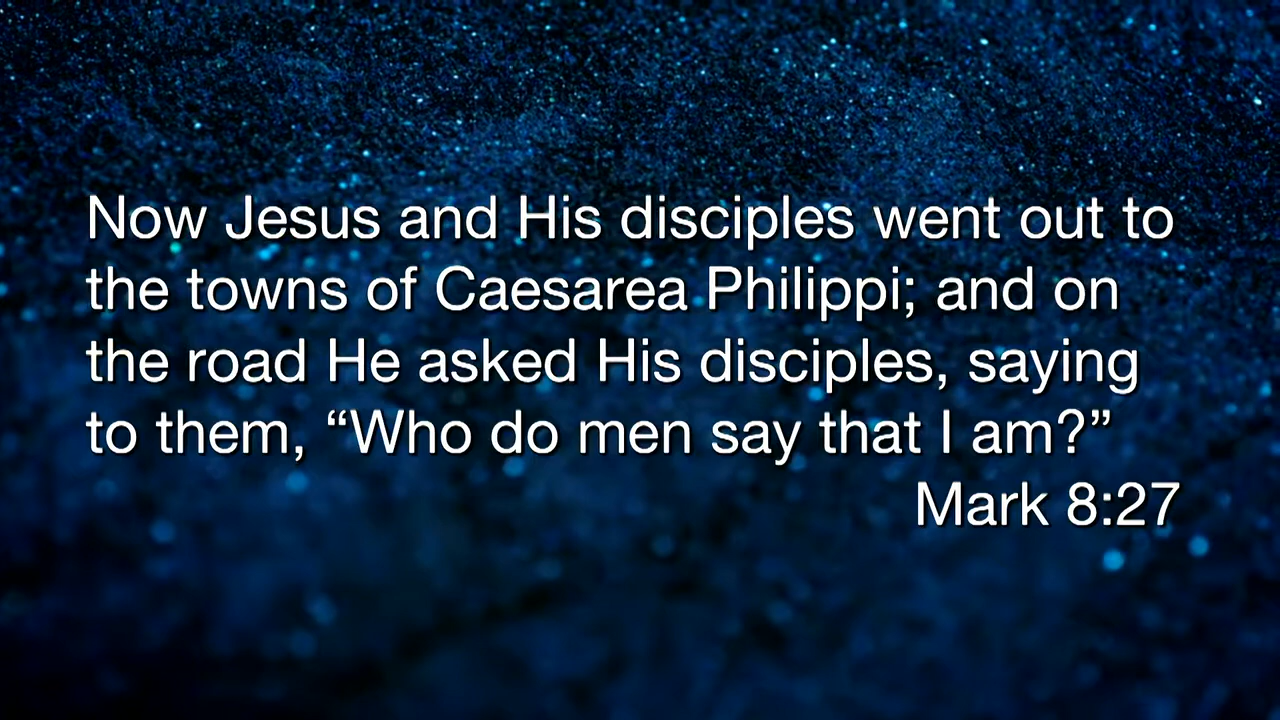 Now Jesus and His disciples went out to
the towns of Caesarea Philippi; and on
the road He asked His disciples, saying
to them, “Who do men say that I am?”
Mark 8:27